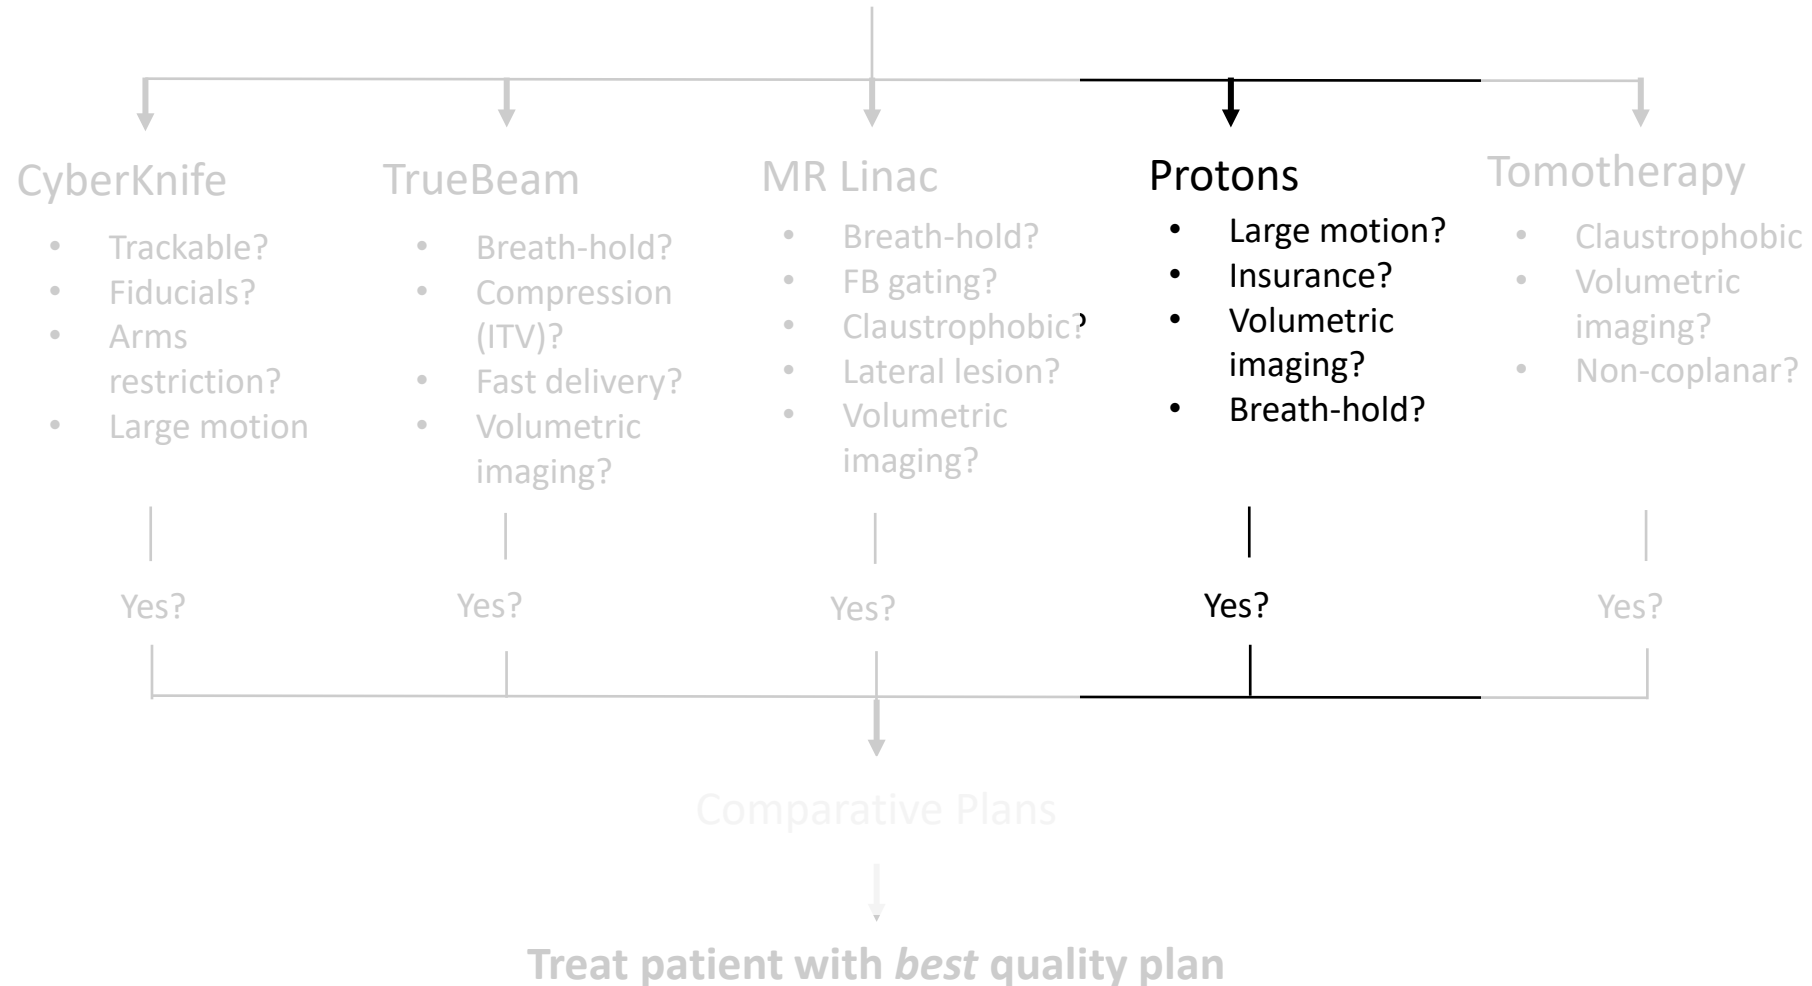 CyberKnife
Trackable?
Fiducials?
Arms
restriction?
Large motion
Yes?
TrueBeam
Breath-hold?
Compression
(ITV)?
Fast delivery?
Volumetric
imaging?
Yes?
MR Linac
Breath-hold?
FB gating?
Claustrophobic?
Lateral lesion?
Volumetric
imaging?
Yes?
Protons
Large motion?
Insurance?
Volumetric
imaging?
Breath-hold?
Yes?
Tomotherapy
Claustrophobic
Volumetric
imaging?
Non-coplanar?
Yes?
Comparative Plans
Treat patient with best quality plan